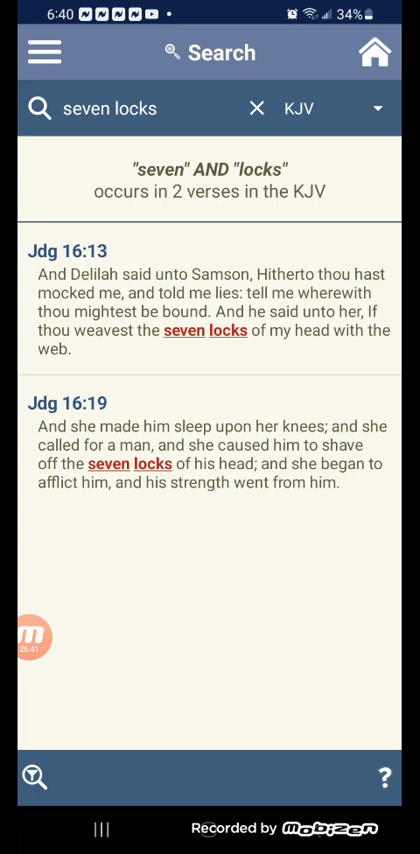 6:40
34%
Search
seven locks
KJV
"seven" AND "locks"
occurs in 2 verses in the KJV
Jdg 16:13
And Delilah said unto Samson, Hitherto thou hast
mocked me, and told me lies: tell me wherewith
thou mightest be bound. And he said unto her, If
thou weavest the seven locks of my head with the
web.
Jdg 16:19
And she made him sleep upon her knees; and she
called for a man, and she caused him to shave
off the seven locks of his head; and she began to
afflict him, and his strength went from him.
m
26:41
?
Recorded by mobizen